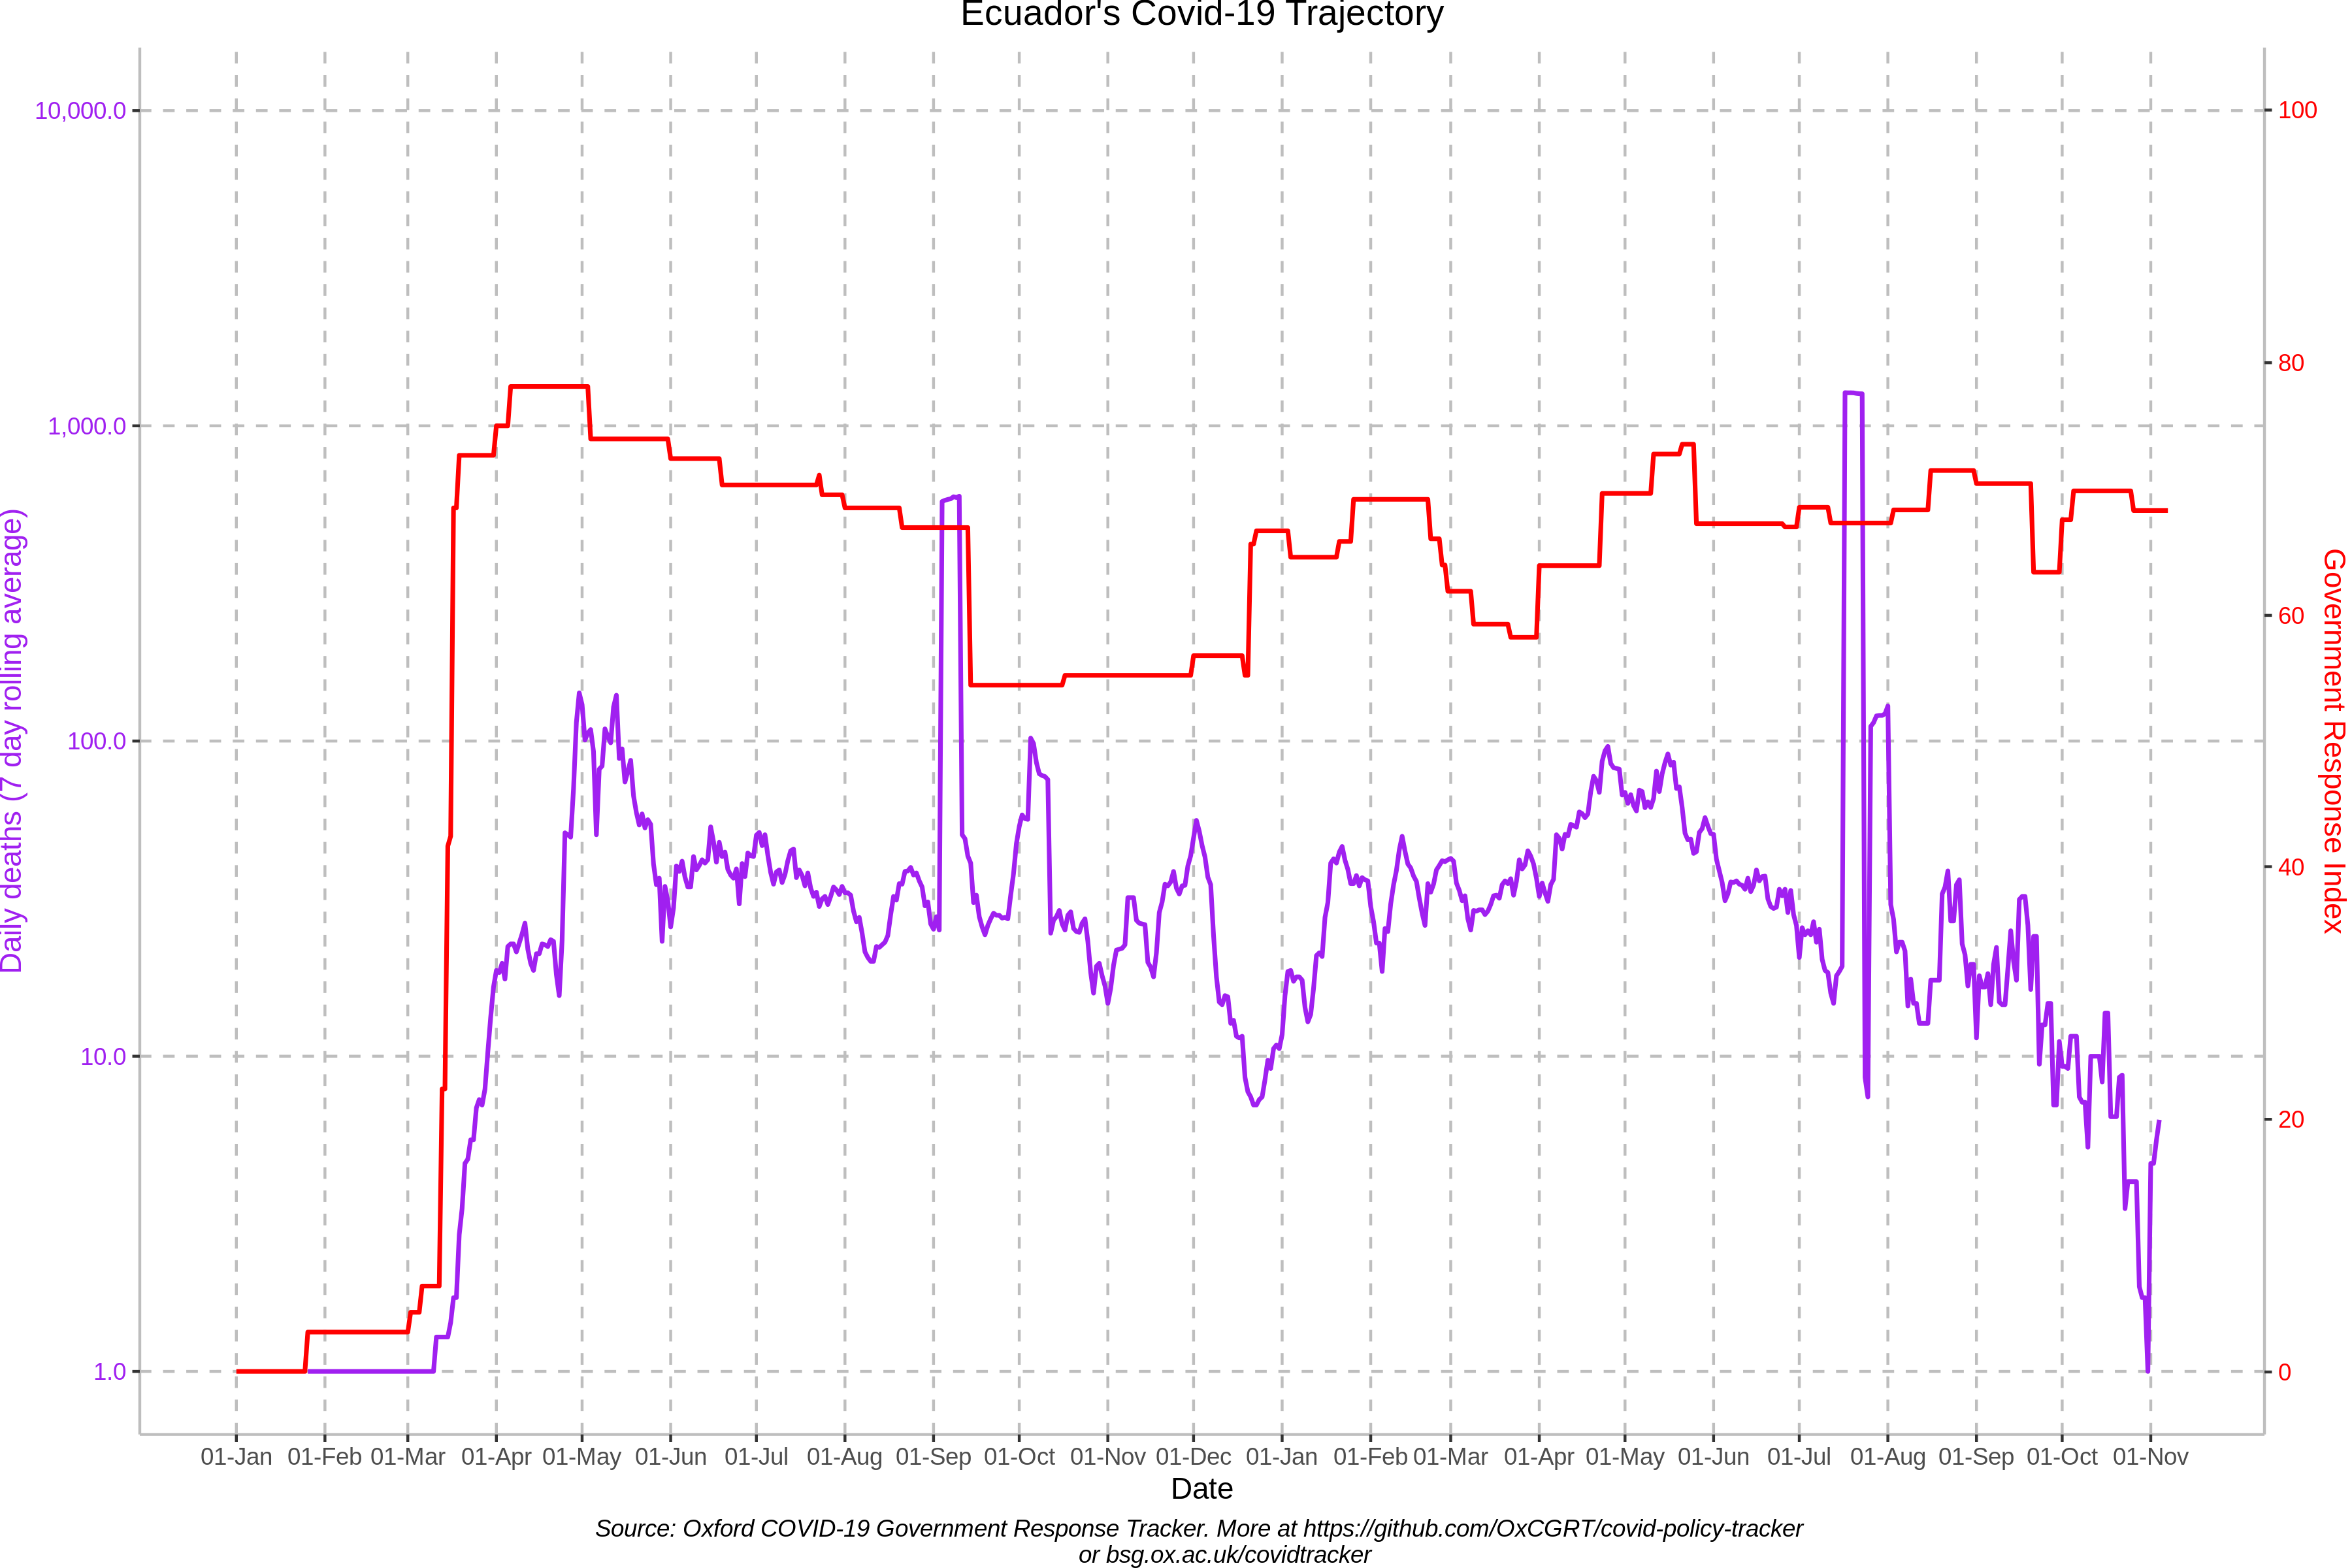 Ecuador's Covid-19 Trajectory
10,000.0
1,000.0
100.0
10.0
1.0
Daily deaths (7 day rolling average)
100
80
60
40
20
0
Government Response Index
01-Jan 01-Feb 01-Mar 01-Apr 01-May 01-Jun 01-Jul 01-Aug 01-Sep 01-Oct 01-Nov 01-Dec 01-Jan 01-Feb 01-Mar 01-Apr 01-May 01-Jun 01-Jul 01-Aug 01-Sep 01-Oct 01-Nov
Date
Source: Oxford COVID-19 Government Response Tracker. More at https://github.com/OxCGRT/covid-policy-tracker
or bsg.ox.ac.uk/covidtracker